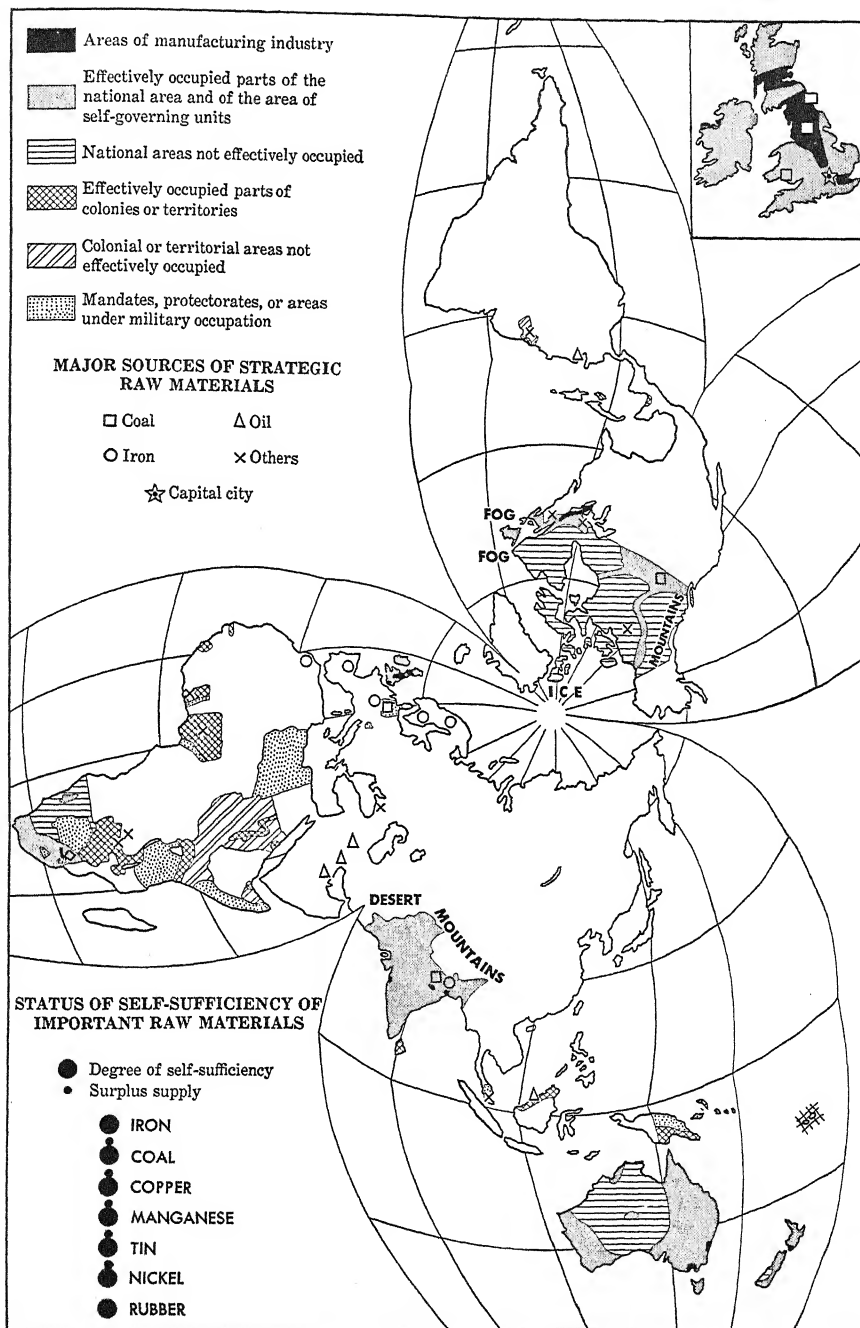 Areas of manufacturing industry
Effectively occupied parts of the
national area and of the area of
self-governing units
National areas not effectively occupied
Effectively occupied parts of
colonies or territories
Colonial or territorial areas not
effectively occupied
Mandates, protectorates, or areas
under military occupation
MAJOR SOURCES OF STRATEGIC
RAW MATERIALS
Coal
Oil
Iron
Others
Capital city
FOG
FOG
MOUNTAINS
ICE
DESERT
MOUNTAINS
STATUS OF SELF-SUFFICIENCY OF
IMPORTANT RAW MATERIALS
Degree of self-sufficiency
Surplus supply
IRON
COAL
COPPER
MANGANESE
TIN
NICKEL
RUBBER